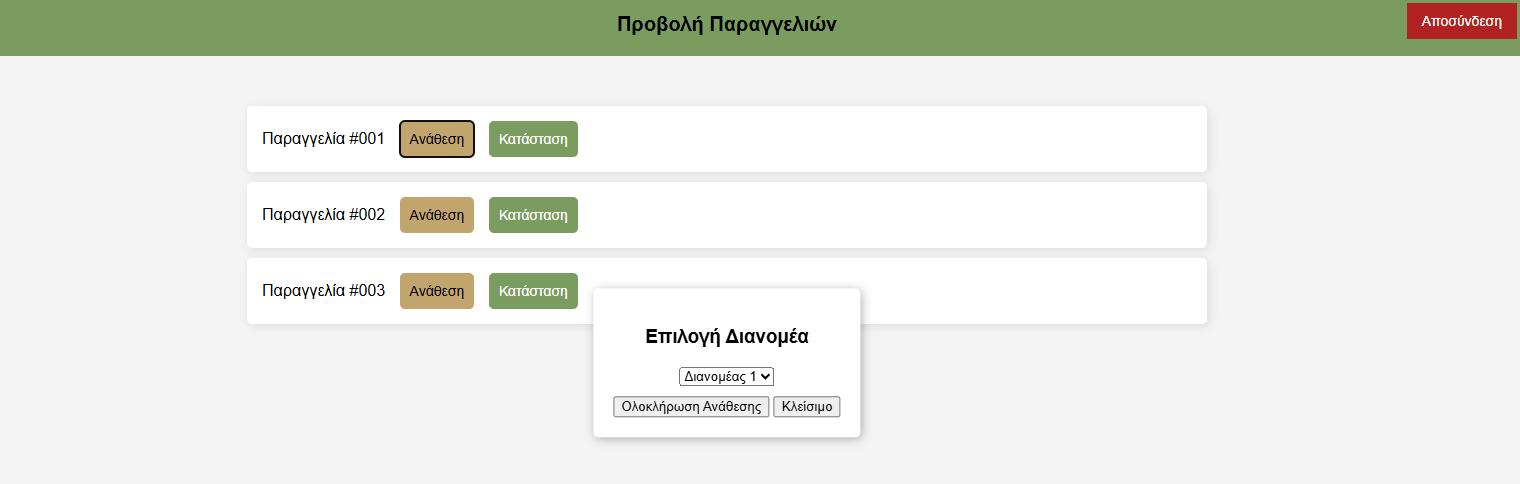 Προβολή Παραγγελιών
Αποσύνδεση
Παραγγελία #001 Ανάθεση Κατάσταση
Παραγγελία #002 Ανάθεση Κατάσταση
Παραγγελία #003 Ανάθεση Κατάσταση
Επιλογή Διανομέα
Διανομέας 1
Ολοκλήρωση Ανάθεσης Κλείσιμο